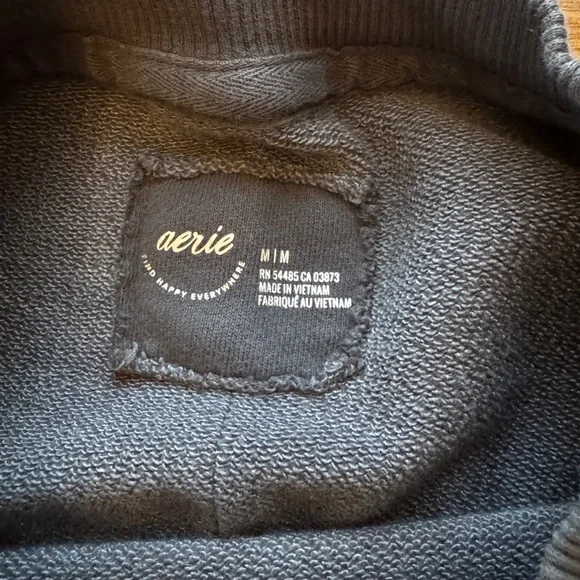 aerie
FIND HAPPY EVERYWHERE
M | M
RN 54485 CA 03873
MADE IN VIETNAM
FABRIQUÉ AU VIETNAM